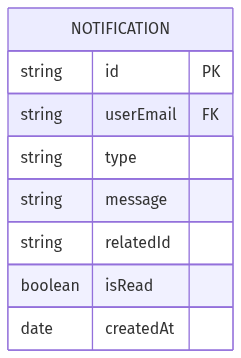 NOTIFICATION
string id PK
string userEmail FK
string type
string message
string relatedId
boolean isRead
date createdAt